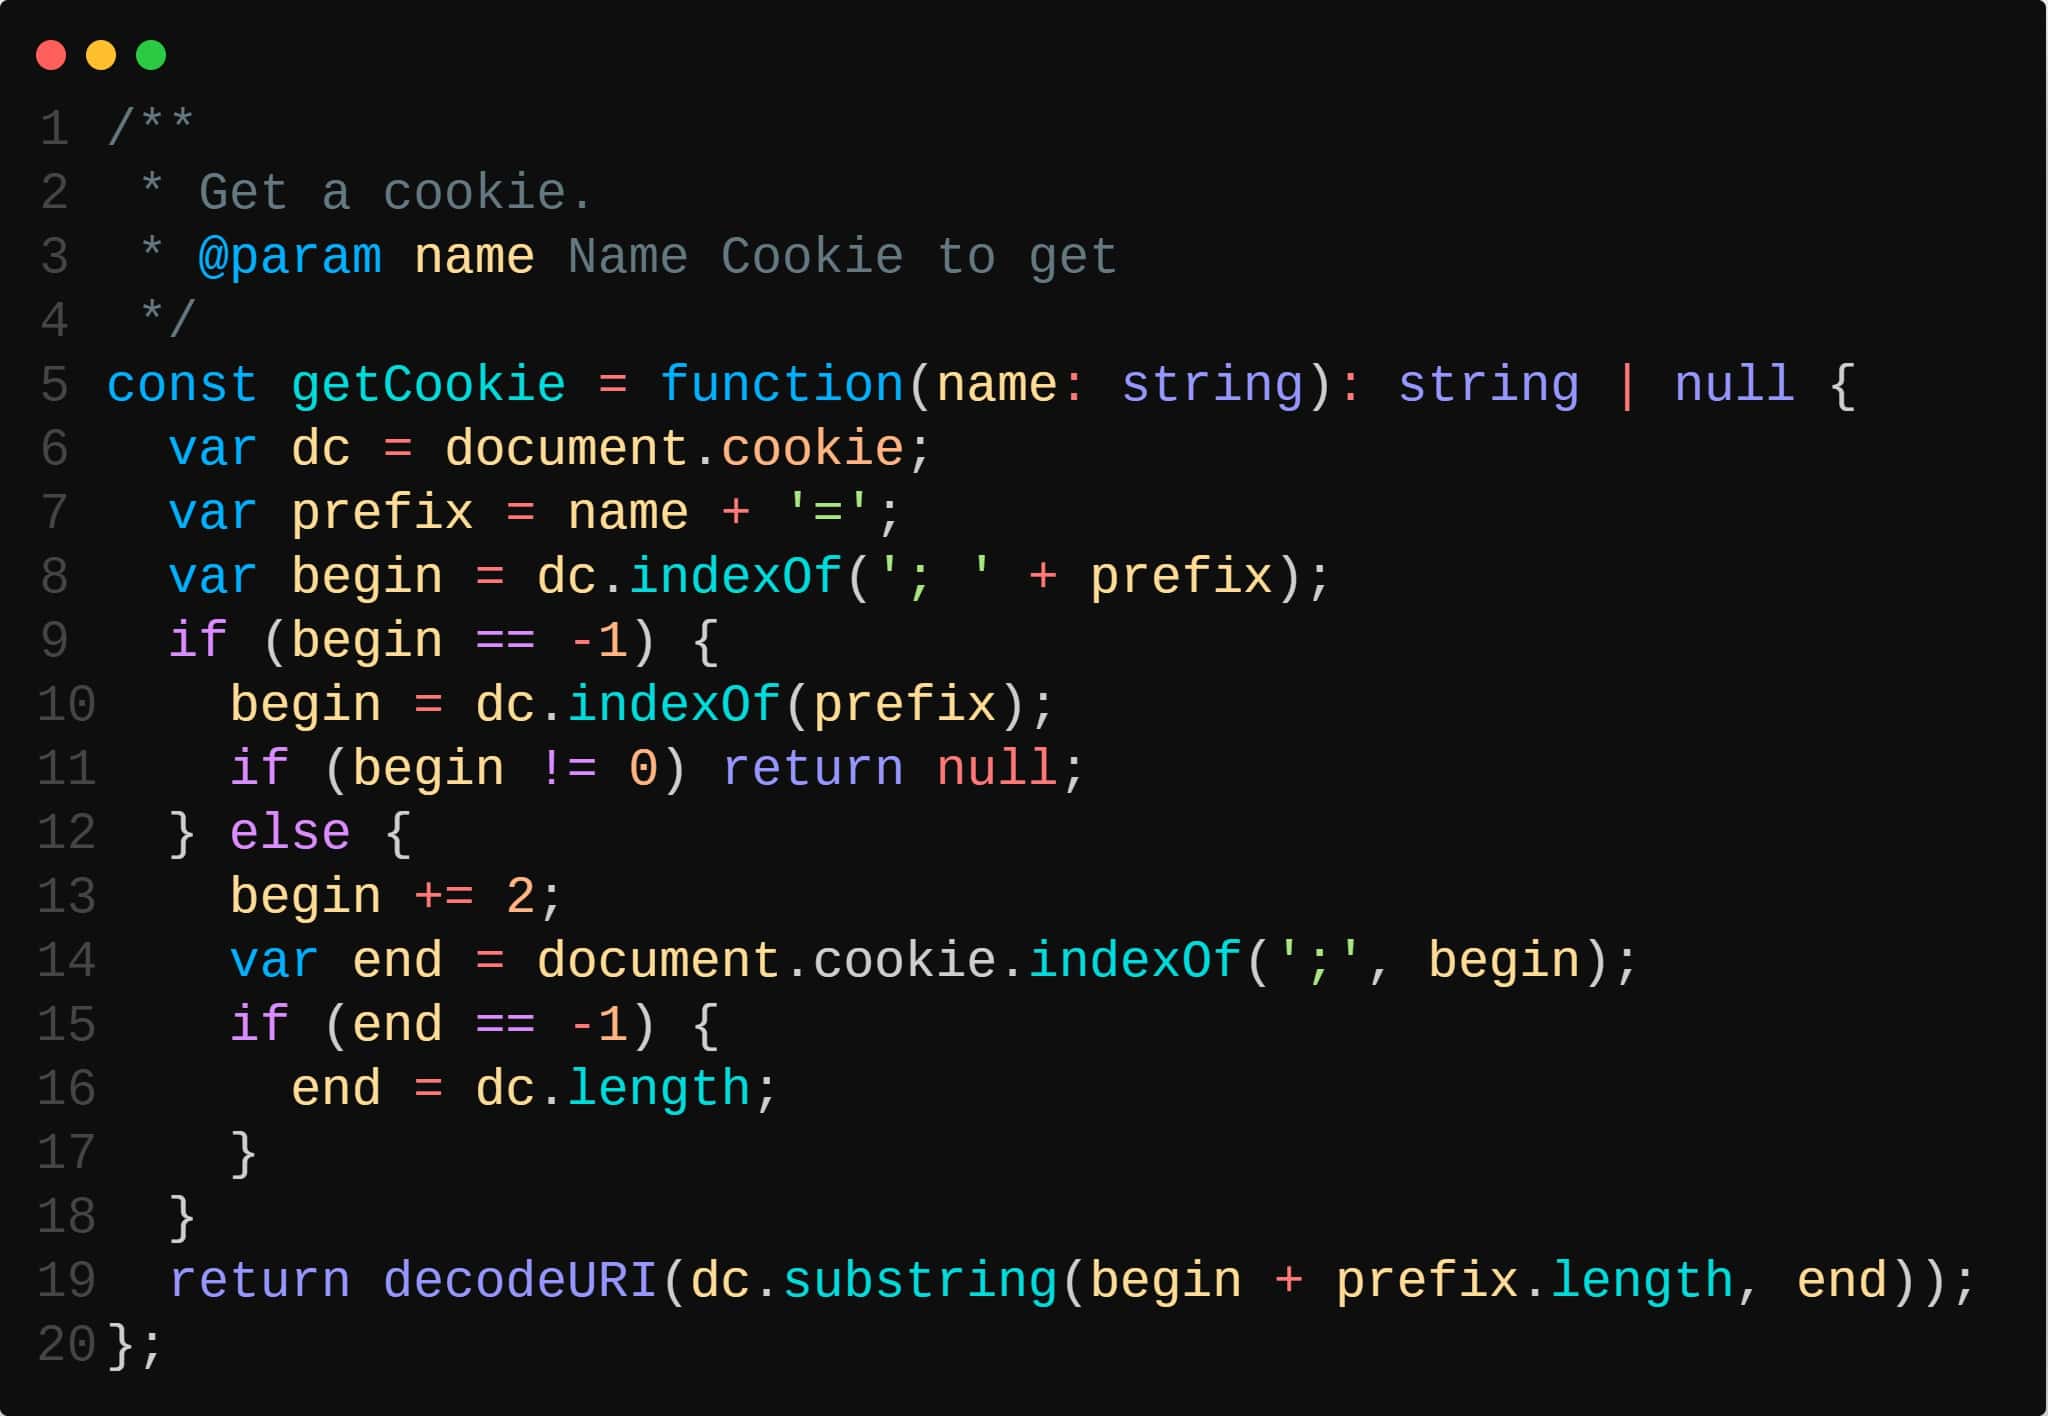 1 /**
2  * Get a cookie.
3  * @param name Name Cookie to get
4  */
5 const getCookie = function(name: string): string | null {
6   var dc = document.cookie;
7   var prefix = name + '=';
8   var begin = dc.indexOf('; ' + prefix);
9   if (begin == -1) {
10     begin = dc.indexOf(prefix);
11     if (begin != 0) return null;
12   } else {
13     begin += 2;
14     var end = document.cookie.indexOf(';', begin);
15     if (end == -1) {
16       end = dc.length;
17     }
18   }
19   return decodeURI(dc.substring(begin + prefix.length, end));
20 };